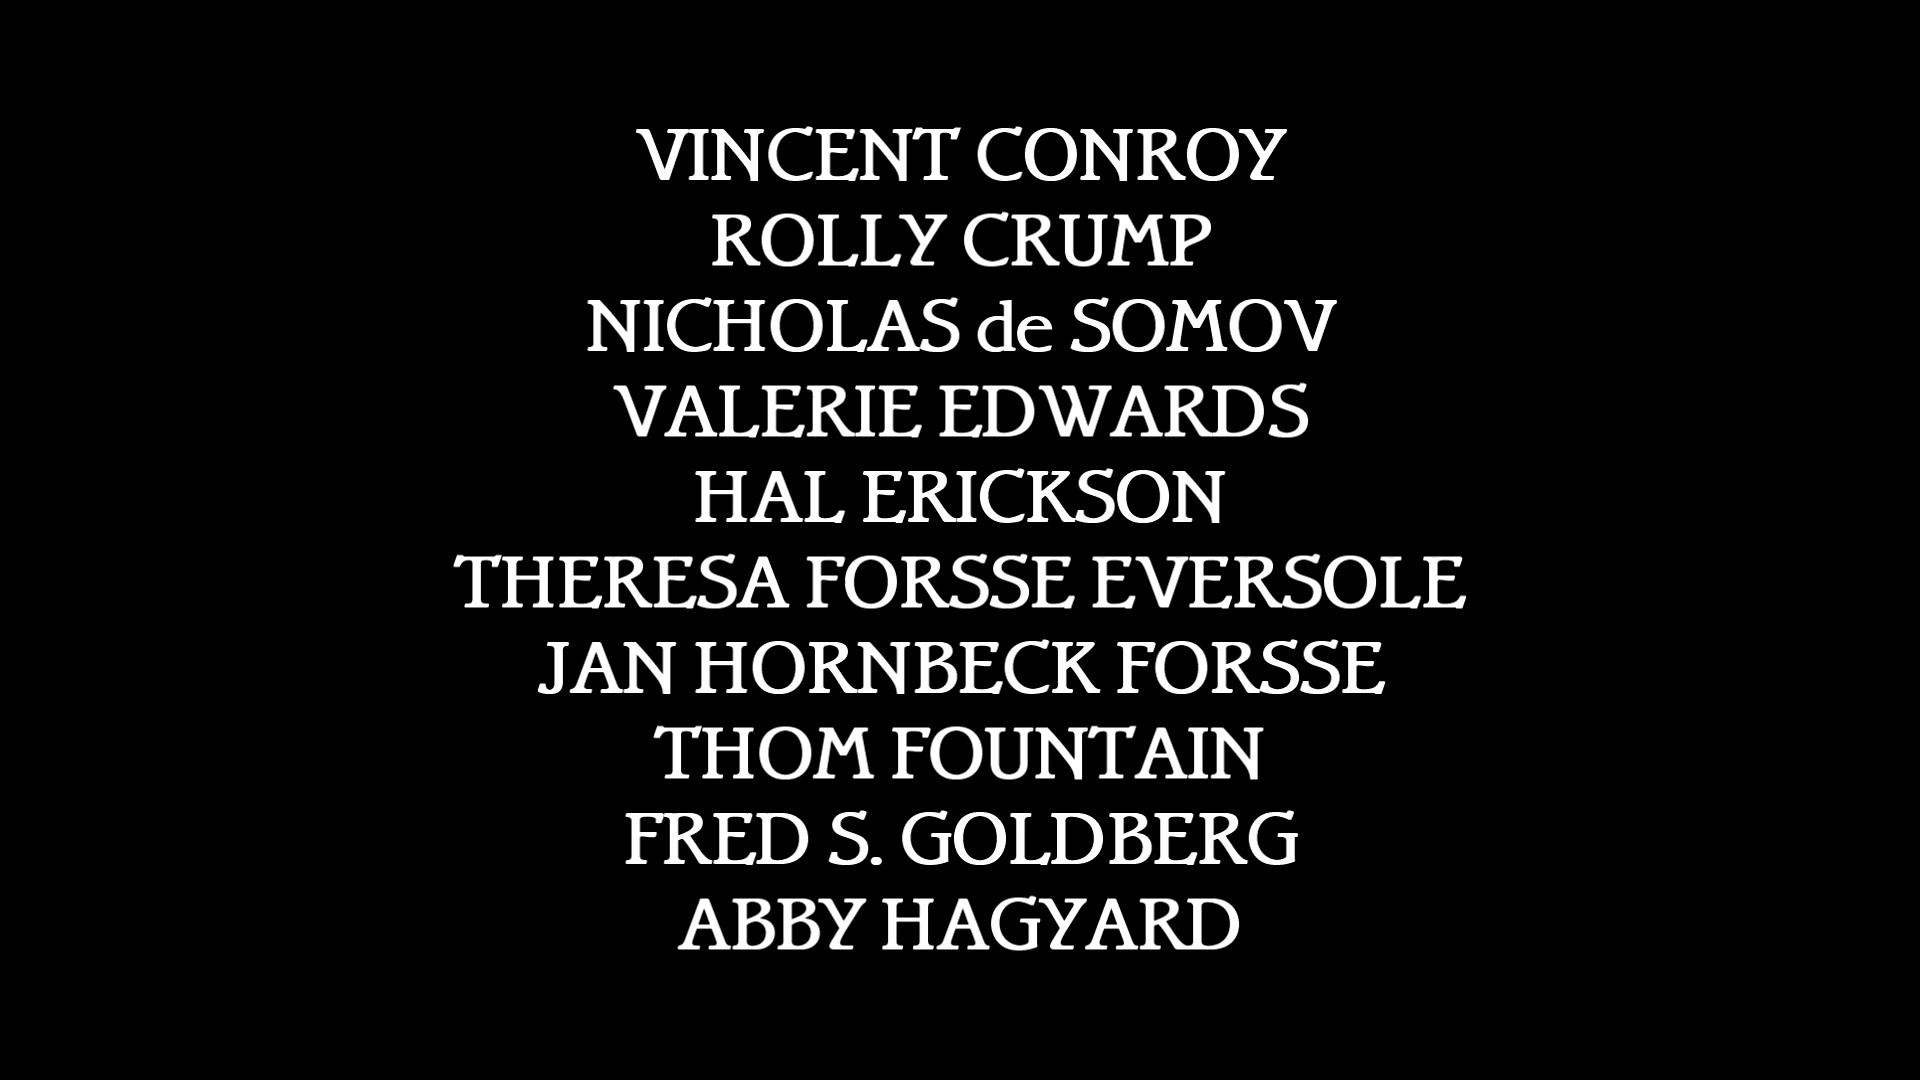 VINCENT CONROY
ROLLY CRUMP
NICHOLAS de SOMOV
VALERIE EDWARDS
HAL ERICKSON
THERESA FORSSE EVERSOLE
JAN HORNBECK FORSSE
THOM FOUNTAIN
FRED S. GOLDBERG
ABBY HAGYARD